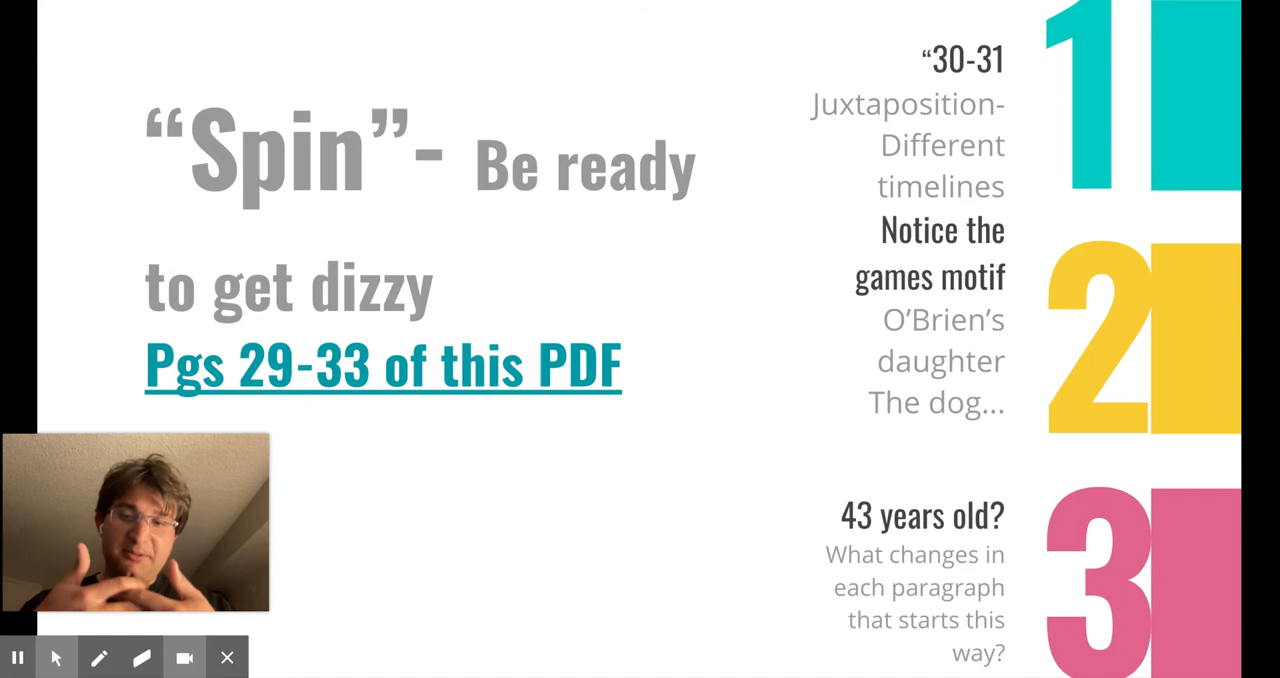 “Spin”- Be ready
to get dizzy
Pgs 29-33 of this PDF
“30-31
Juxtaposition-
Different
timelines
1
Notice the
games motif
O’Brien’s
daughter
The dog...
2
43 years old?
What changes in
each paragraph
that starts this
way?
3